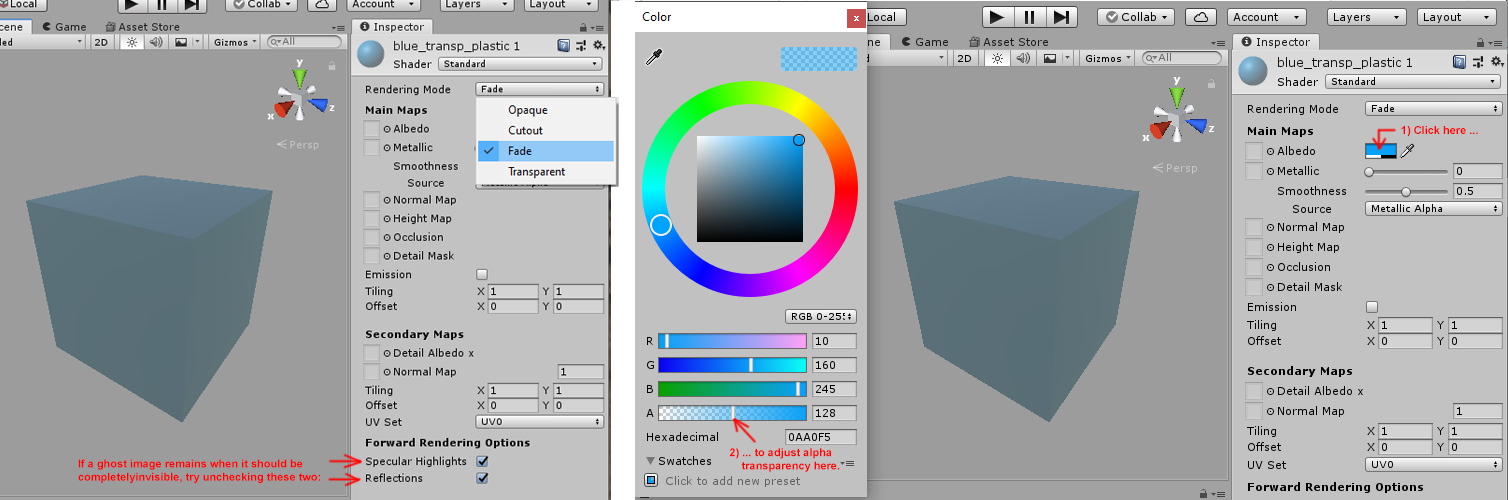 Local
Collab
Account
Layers
Layout
cene
Game
Asset Store
ded
2D
Gizmos
All
y
x
z
Persp
Inspector
blue_transp_plastic 1
Shader Standard
Rendering Mode Fade
Opaque
Cutout
Fade
Transparent
Main Maps
Albedo
Metallic
Smoothness
Source Metallic Alpha
Normal Map
Height Map
Occlusion
Detail Mask
Emission
Tiling X 1 Y 1
Offset X 0 Y 0
Secondary Maps
Detail Albedo x
Normal Map 1
Tiling X 1 Y 1
Offset X 0 Y 0
UV Set UV0
Forward Rendering Options
Specular Highlights
Reflections
If a ghost image remains when it should be
completelyinvisible, try unchecking these two:
Color
x
RGB 0-255
R 10
G 160
B 245
A 128
Hexadecimal 0AA0F5
Swatches
Click to add new preset
2) ... to adjust alpha
transparency here.
Local
Collab
Account
Layers
Layout
ne
Game
Asset Store
d
2D
Gizmos
All
y
x
z
Persp
Inspector
blue_transp_plastic 1
Shader Standard
Rendering Mode Fade
Main Maps
1) Click here ...
Albedo
Metallic 0
Smoothness 0.5
Source Metallic Alpha
Normal Map
Height Map
Occlusion
Detail Mask
Emission
Tiling X 1 Y 1
Offset X 0 Y 0
Secondary Maps
Detail Albedo x
Normal Map 1
Tiling X 1 Y 1
Offset X 0 Y 0
UV Set UV0
Forward Rendering Options